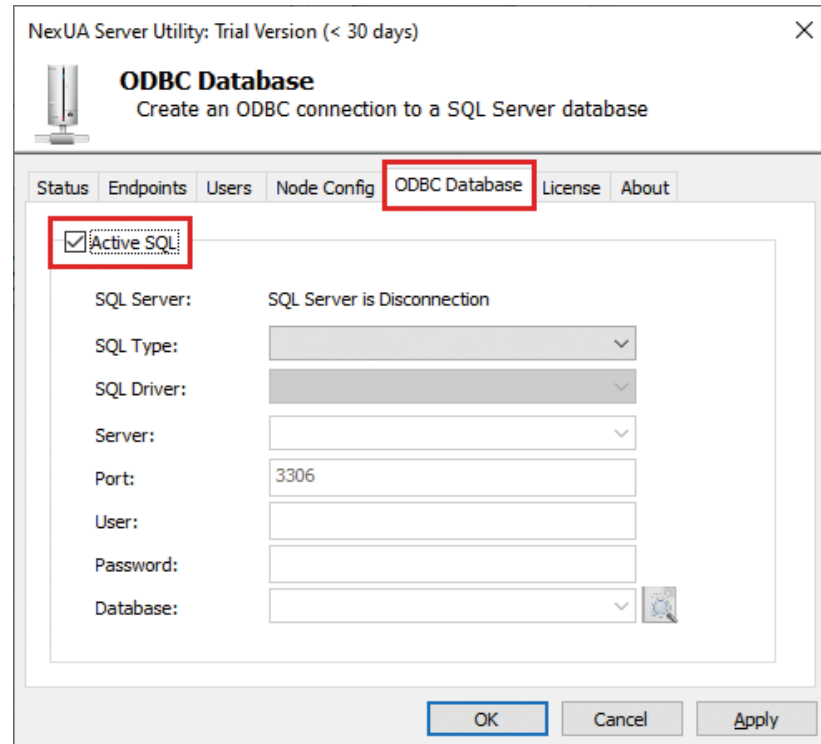 NexUA Server Utility: Trial Version (< 30 days)
ODBC Database
Create an ODBC connection to a SQL Server database
Status Endpoints Users Node Config ODBC Database License About
Active SQL
SQL Server: SQL Server is Disconnection
SQL Type:
SQL Driver:
Server:
Port: 3306
User:
Password:
Database:
OK Cancel Apply